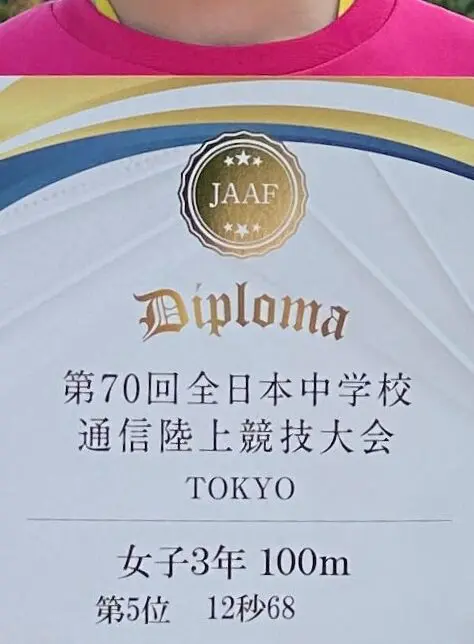 JAAF
Diploma
第70回全日本中学校
通信陸上競技大会
TOKYO
女子3年 100m
第5位 12秒68